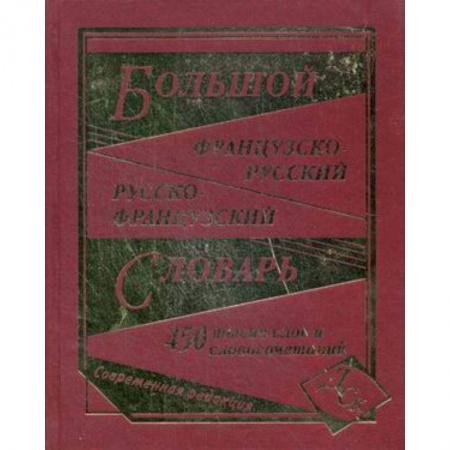 БОЛЬШОЙ
ФРАНЦУЗСКО-
РУССКИЙ
РУССКО-
ФРАНЦУЗСКИЙ
СЛОВАРЬ
450 тысяч слов и
словосочетаний
Современная редакция